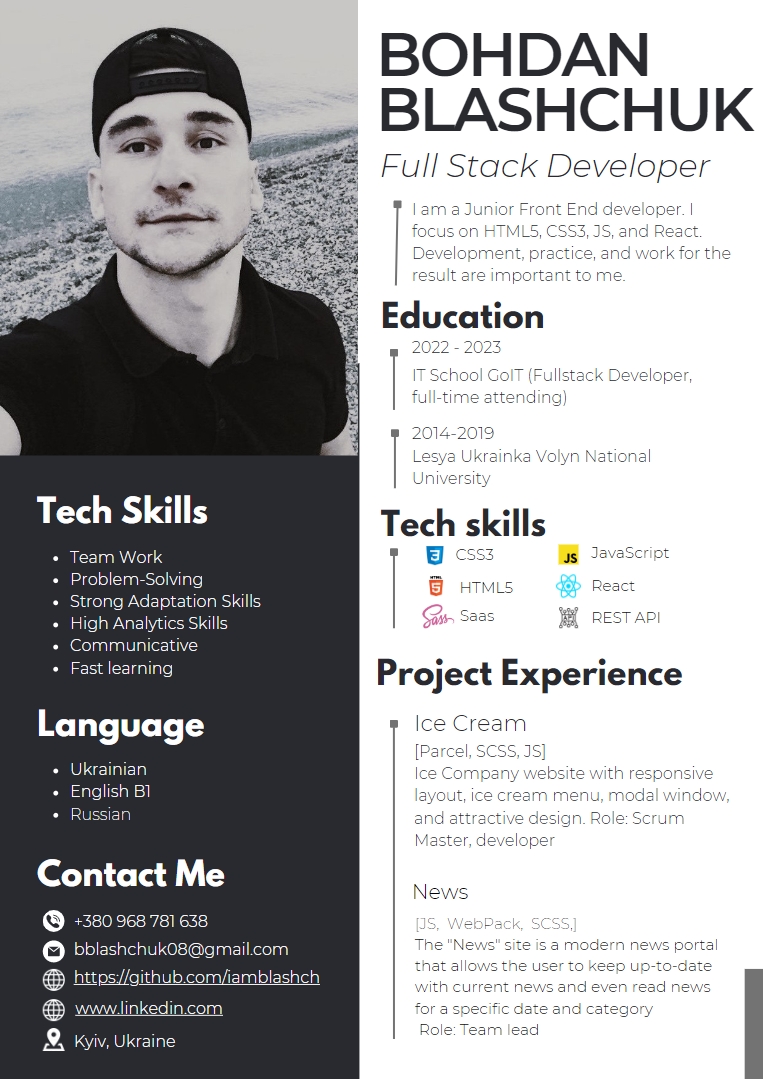 BOHDAN
BLASHCHUK
Full Stack Developer
I am a Junior Front End developer. I
focus on HTML5, CSS3, JS, and React.
Development, practice, and work for the
result are important to me.
Education
2022 - 2023
IT School GoIT (Fullstack Developer,
full-time attending)
2014-2019
Lesya Ukrainka Volyn National
University
Tech skills
CSS3
JavaScript
HTML5
React
Saas
REST API
Project Experience
Ice Cream
[Parcel, SCSS, JS]
Ice Company website with responsive
layout, ice cream menu, modal window,
and attractive design. Role: Scrum
Master, developer
News
[JS, WebPack, SCSS,]
The "News" site is a modern news portal
that allows the user to keep up-to-date
with current news and even read news
for a specific date and category
Role: Team lead
Tech Skills
Team Work
Problem-Solving
Strong Adaptation Skills
High Analytics Skills
Communicative
Fast learning
Language
Ukrainian
English B1
Russian
Contact Me
+380 968 781 638
bblashchuk08@gmail.com
https://github.com/iamblashch
www.linkedin.com
Kyiv, Ukraine